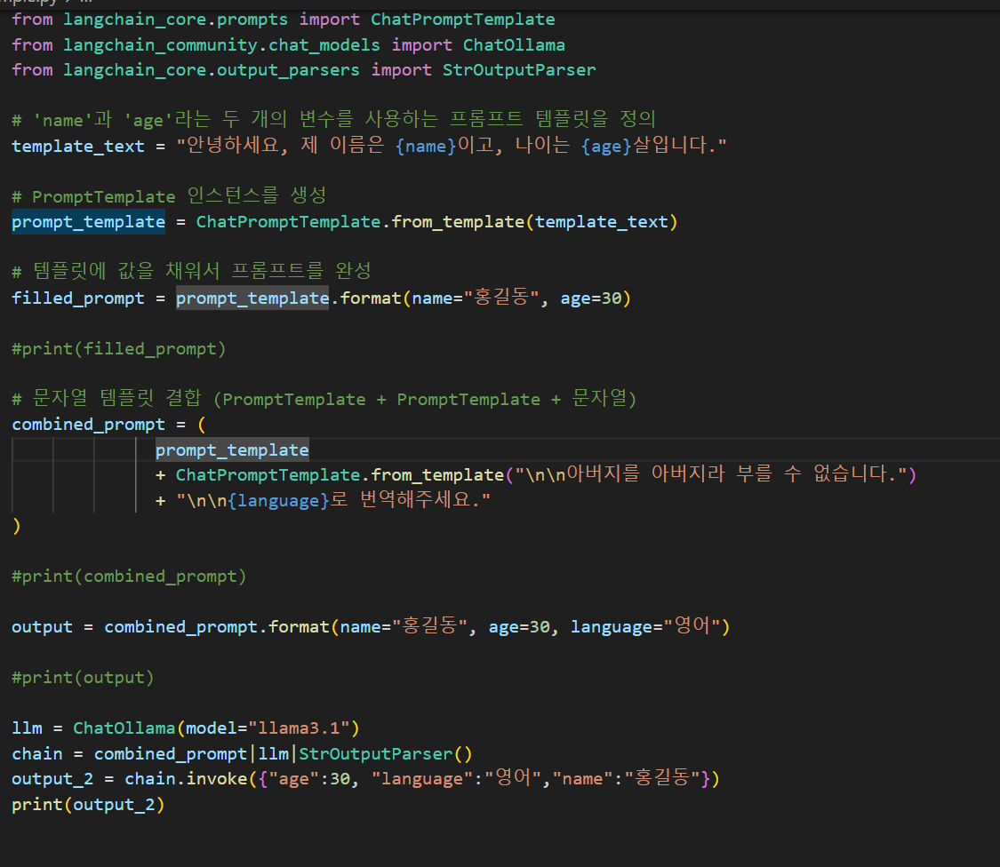 from langchain_core.prompts import ChatPromptTemplate
from langchain_community.chat_models import ChatOllama
from langchain_core.output_parsers import StrOutputParser
# 'name'과 'age'라는 두 개의 변수를 사용하는 프롬프트 템플릿을 정의
template_text = "안녕하세요, 제 이름은 {name}이고, 나이는 {age}살입니다."
# PromptTemplate 인스턴스를 생성
prompt_template = ChatPromptTemplate.from_template(template_text)
# 템플릿에 값을 채워서 프롬프트를 완성
filled_prompt = prompt_template.format(name="홍길동", age=30)
#print(filled_prompt)
# 문자열 템플릿 결합 (PromptTemplate + PromptTemplate + 문자열)
combined_prompt = (
prompt_template
+ ChatPromptTemplate.from_template("\n\n아버지를 아버지라 부를 수 없습니다.")
+ "\n\n{language}로 번역해주세요."
)
#print(combined_prompt)
output = combined_prompt.format(name="홍길동", age=30, language="영어")
#print(output)
llm = ChatOllama(model="llama3.1")
chain = combined_prompt|llm|StrOutputParser()
output_2 = chain.invoke({"age":30, "language":"영어","name":"홍길동"})
print(output_2)